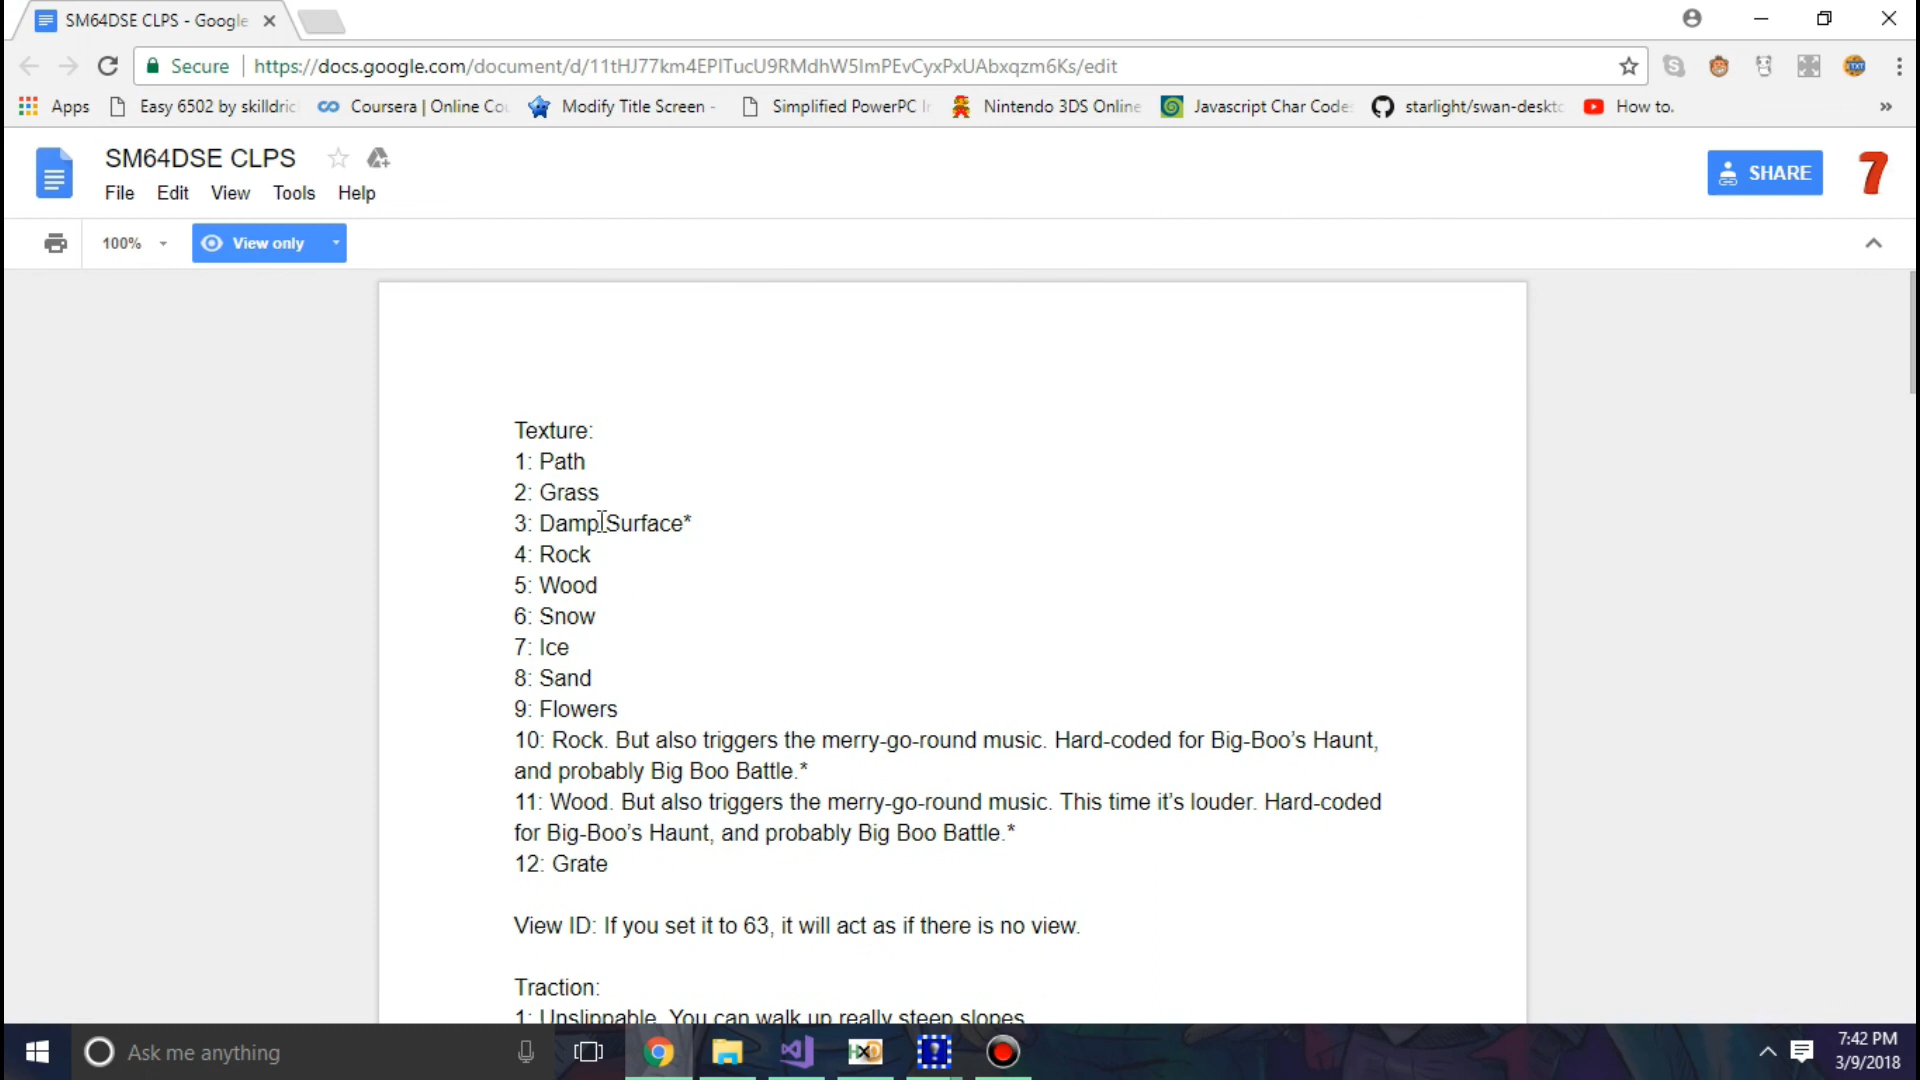 SM64DSE CLPS - Google
Secure https://docs.google.com/document/d/11tHJ77km4EPITucU9RMdhW5ImPEvCyxPxUAbxqzm6Ks/edit
Apps Easy 6502 by skilldric Coursera | Online Cou Modify Title Screen - Simplified PowerPC In Nintendo 3DS Online Javascript Char Codes starlight/swan-deskto How to.
SM64DSE CLPS
File Edit View Tools Help
SHARE
7
100% View only
Texture:
1: Path
2: Grass
3: Damp Surface*
4: Rock
5: Wood
6: Snow
7: Ice
8: Sand
9: Flowers
10: Rock. But also triggers the merry-go-round music. Hard-coded for Big-Boo’s Haunt,
and probably Big Boo Battle.*
11: Wood. But also triggers the merry-go-round music. This time it’s louder. Hard-coded
for Big-Boo’s Haunt, and probably Big Boo Battle.*
12: Grate
View ID: If you set it to 63, it will act as if there is no view.
Traction:
1: Unslippable. You can walk up really steep slopes
Ask me anything
7:42 PM
3/9/2018